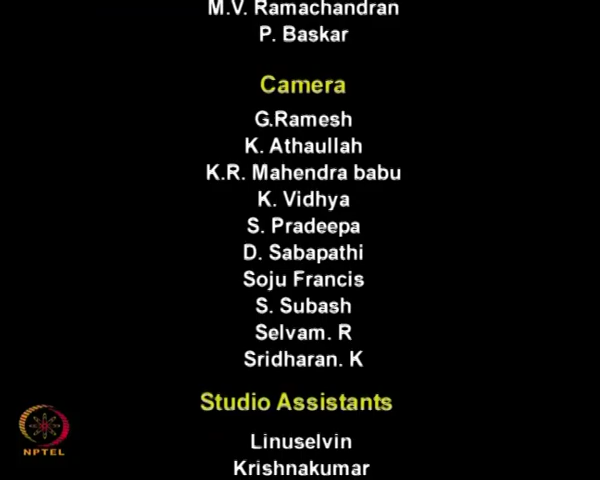 M.V. Ramachandran
P. Baskar
Camera
G.Ramesh
K. Athaullah
K.R. Mahendra babu
K. Vidhya
S. Pradeepa
D. Sabapathi
Soju Francis
S. Subash
Selvam. R
Sridharan. K
Studio Assistants
NPTEL
Linuselvin
Krishnakumar